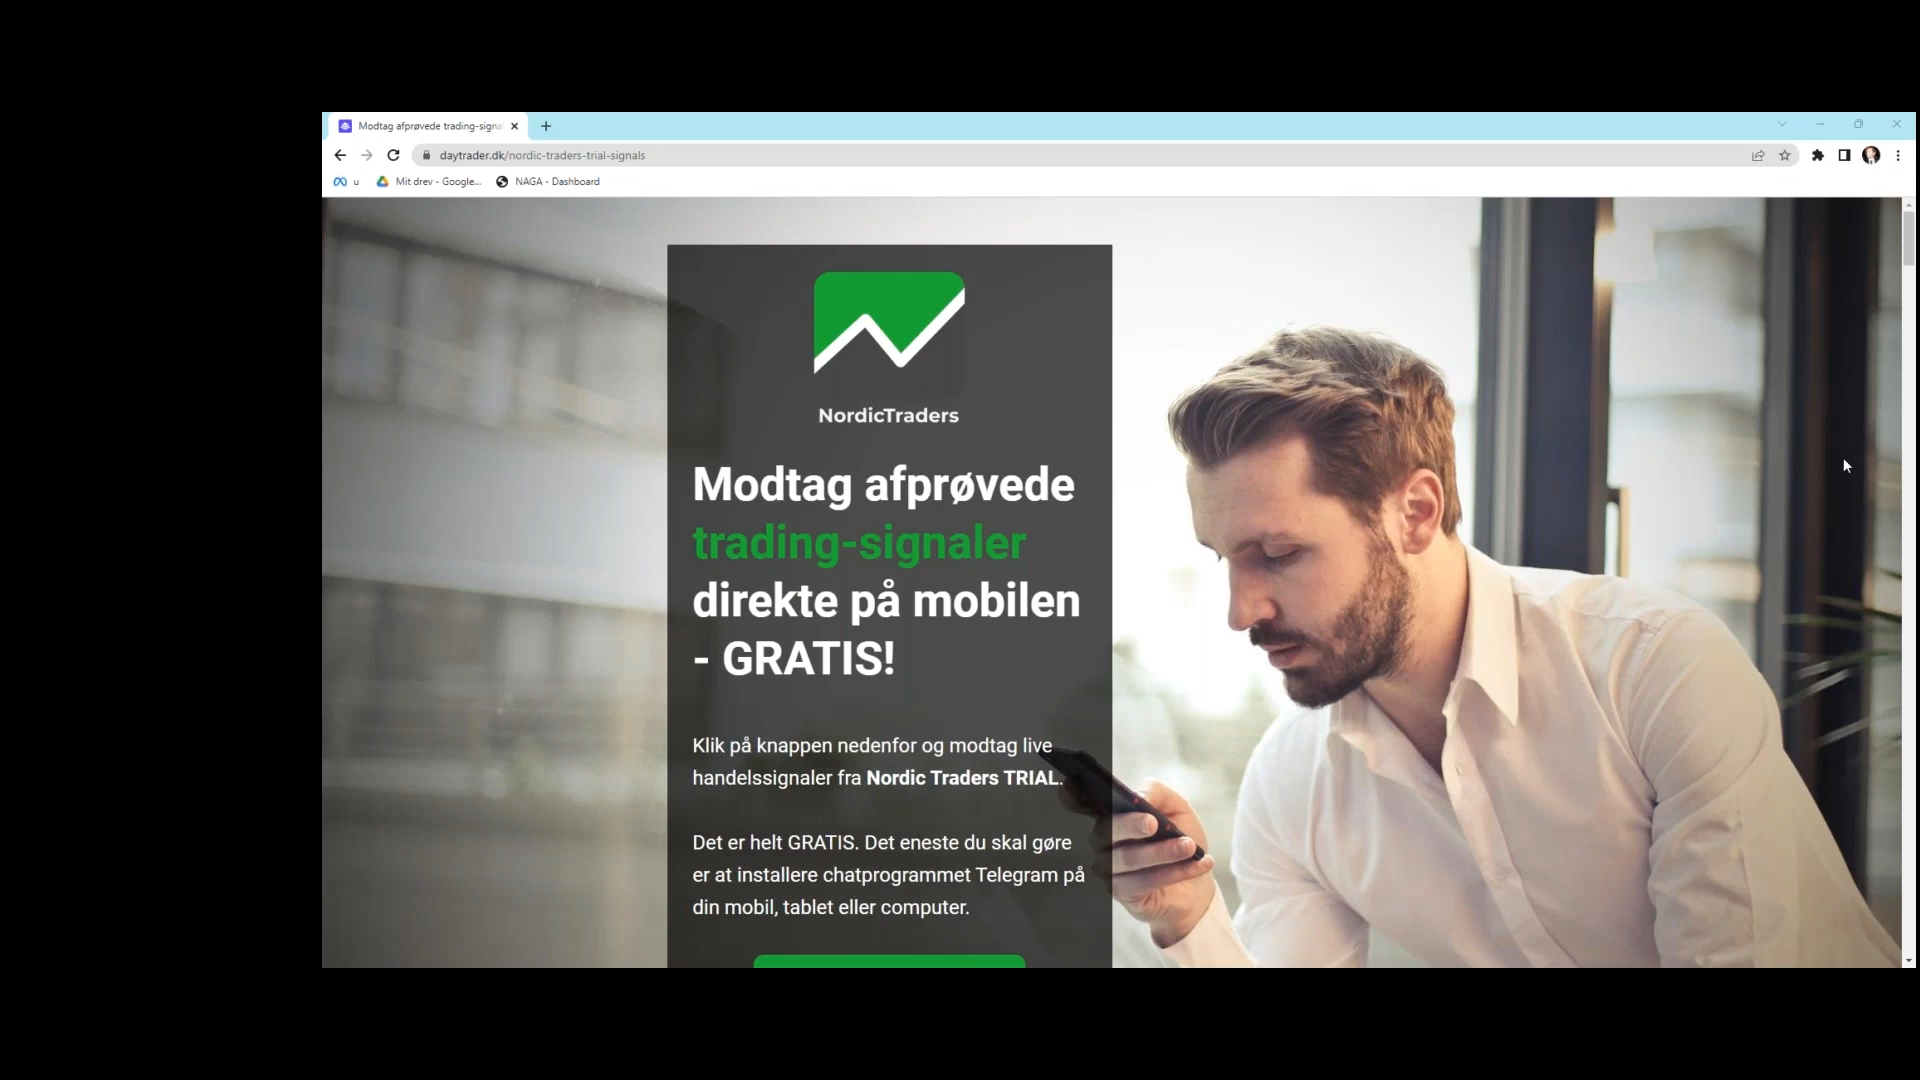 Modtag afprøvede trading-signa
daytrader.dk/nordic-traders-trial-signals
u
Mit drev - Google...
NAGA - Dashboard
NordicTraders
Modtag afprøvede
trading-signaler
direkte på mobilen
- GRATIS!
Klik på knappen nedenfor og modtag live
handelssignaler fra Nordic Traders TRIAL.
Det er helt GRATIS. Det eneste du skal gøre
er at installere chatprogrammet Telegram på
din mobil, tablet eller computer.